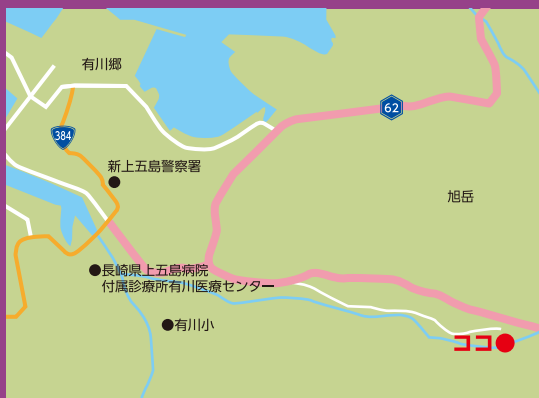 有川郷
62
384
新上五島警察署
旭岳
長崎県上五島病院
付属診療所有川医療センター
有川小
ココ